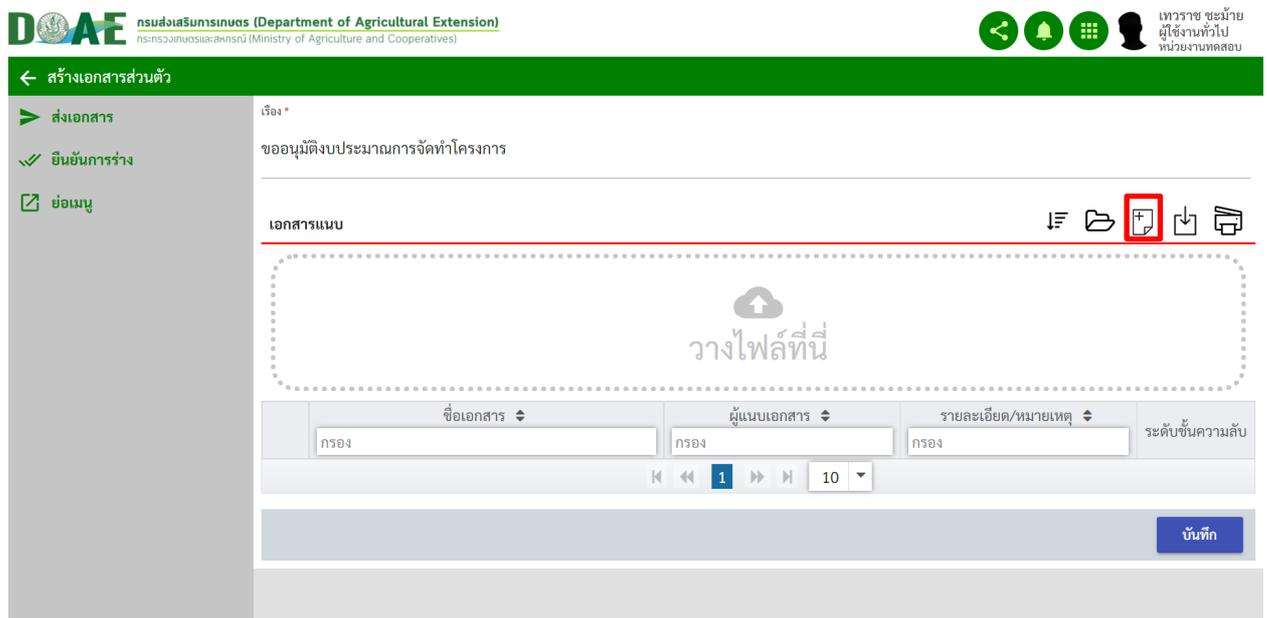 DOAE
กรมส่งเสริมการเกษตร (Department of Agricultural Extension)
กระทรวงเกษตรและสหกรณ์ (Ministry of Agriculture and Cooperatives)
เทวราช ชะม้าย
ผู้ใช้งานทั่วไป
หน่วยงานทดสอบ
สร้างเอกสารส่วนตัว
ส่งเอกสาร
ยืนยันการร่าง
ย่อเมนู
เรื่อง *
ขออนุมัติงบประมาณการจัดทำโครงการ
เอกสารแนบ
วางไฟล์ที่นี่
ชื่อเอกสาร ผู้แนบเอกสาร รายละเอียด/หมายเหตุ ระดับชั้นความลับ
กรอง กรอง กรอง
1 10
บันทึก